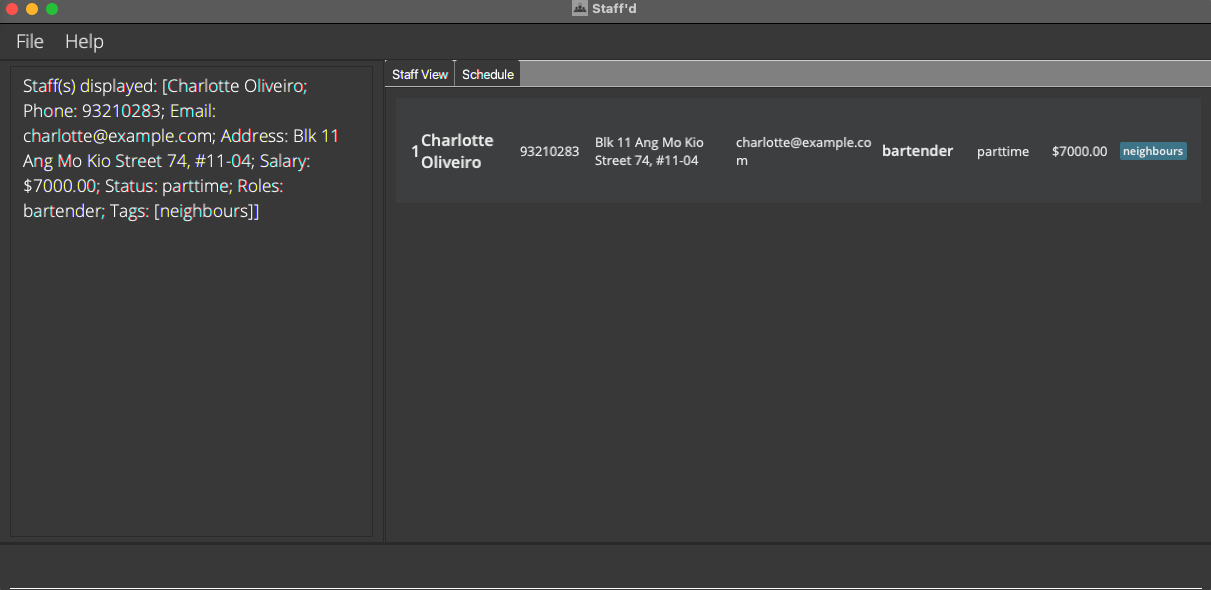 Staff'd
File Help
Staff(s) displayed: [Charlotte Oliveiro;
Phone: 93210283; Email:
charlotte@example.com; Address: Blk 11
Ang Mo Kio Street 74, #11-04; Salary:
$7000.00; Status: parttime; Roles:
bartender; Tags: [neighbours]]
Staff View Schedule
1 Charlotte
Oliveiro
93210283
Blk 11 Ang Mo Kio
Street 74, #11-04
charlotte@example.co
m
bartender
parttime
$7000.00
neighbours